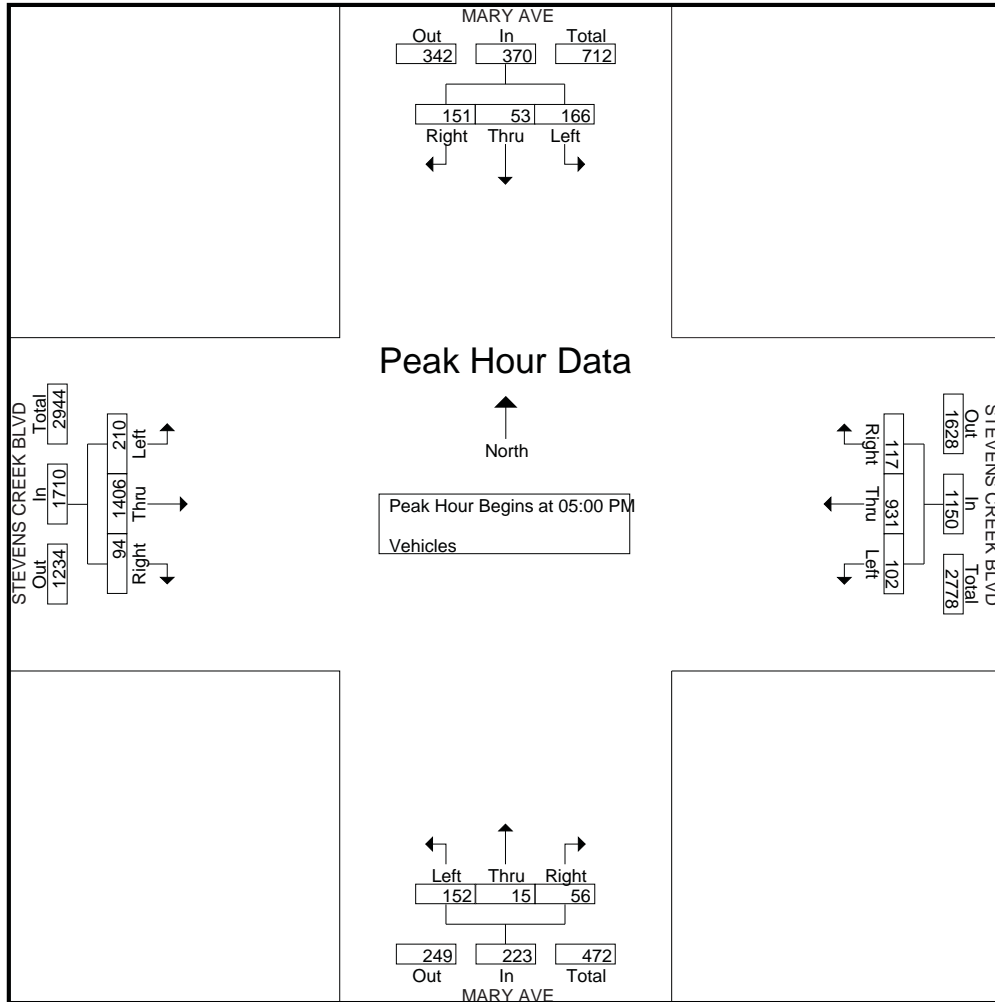 MARY AVE
Out In Total
342 370 712
151 53 166
Right Thru Left
Peak Hour Data
North
Peak Hour Begins at 05:00 PM
Vehicles
STEVENS CREEK BLVD
Out In Total
1234 1710 2944
210 1406 94
Left Thru Right
STEVENS CREEK BLVD
Out In Total
1628 1150 2778
117 931 102
Right Thru Left
Left Thru Right
152 15 56
249 223 472
Out In Total
MARY AVE